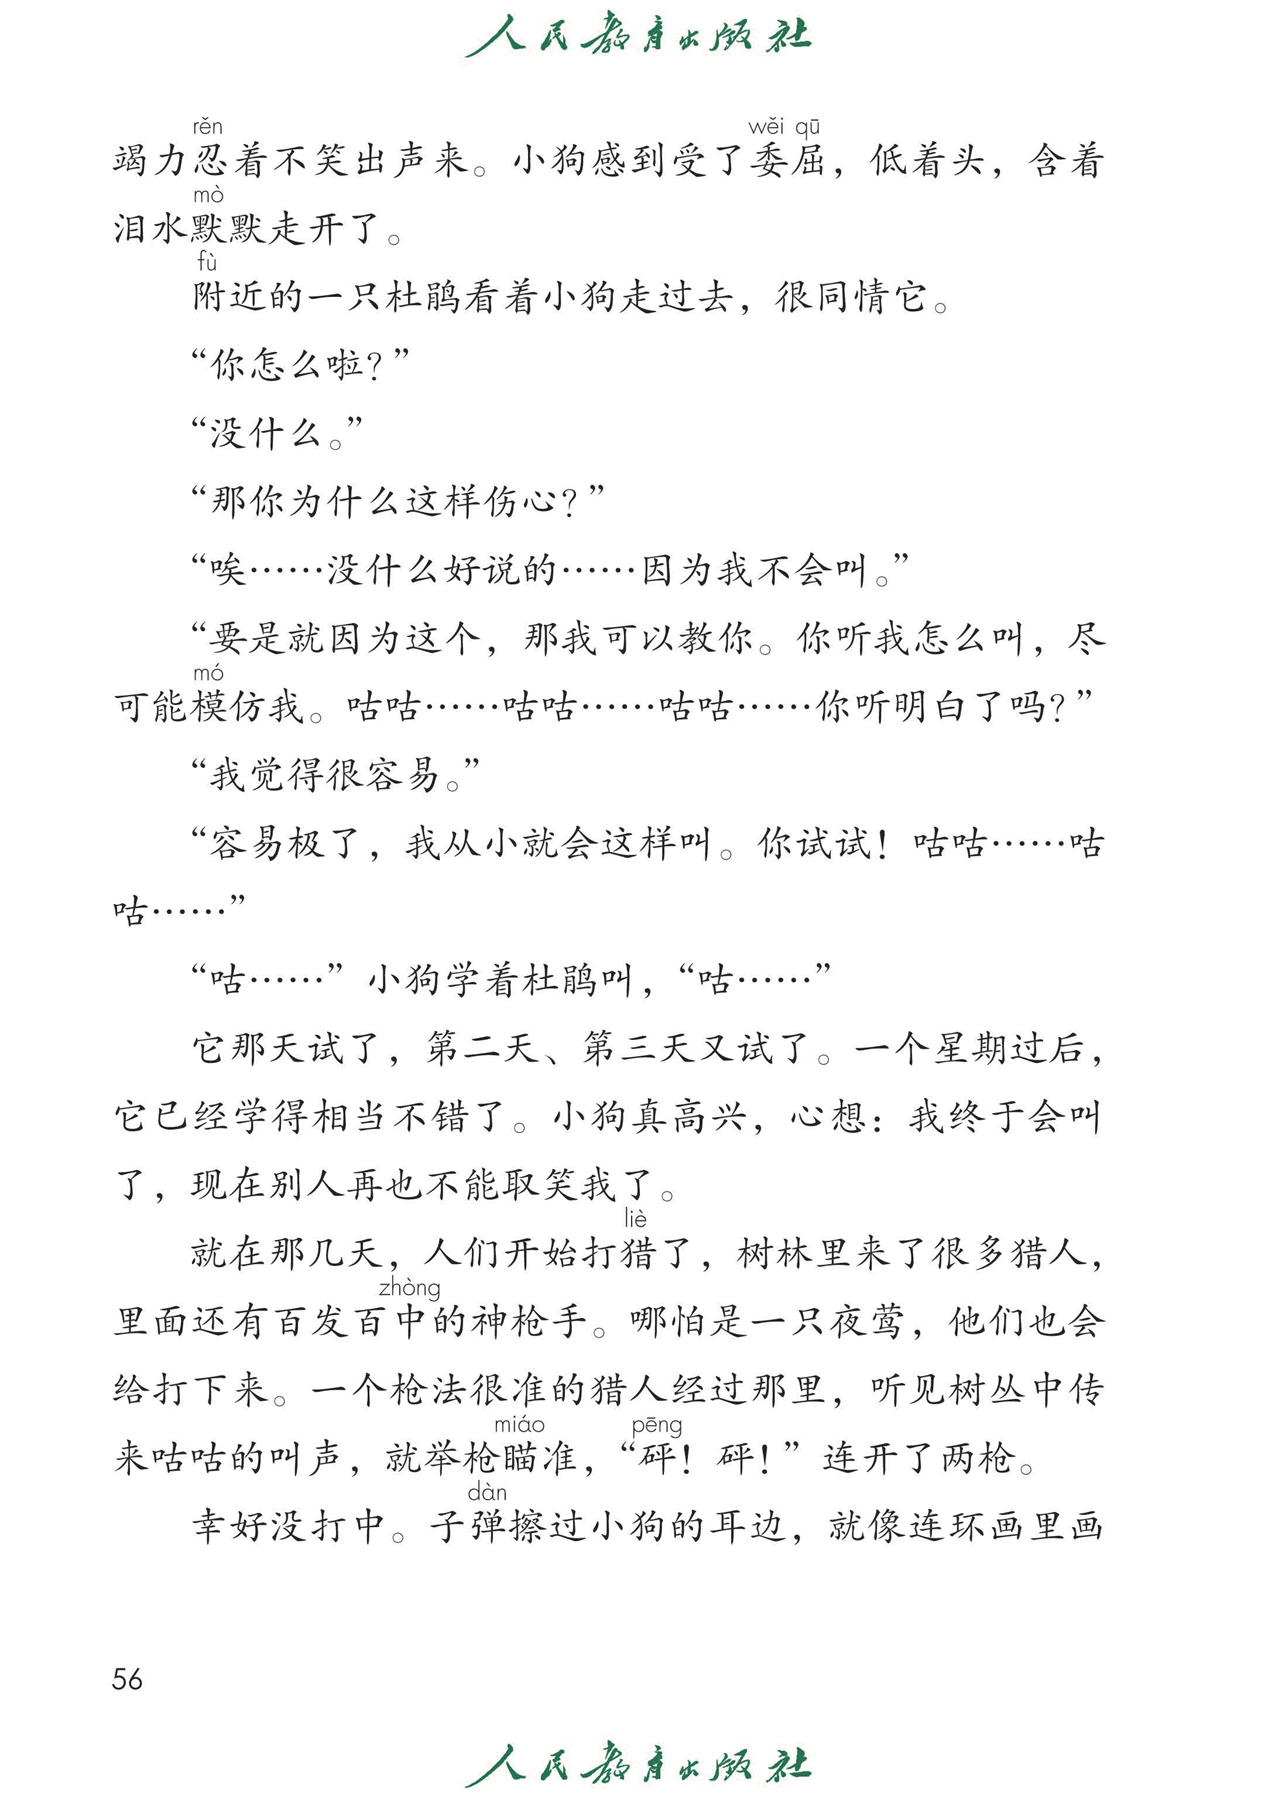 人民教育出版社
rěn wěi qū
竭力忍着不笑出声来。小狗感到受了委屈，低着头，含着
mò
泪水默默走开了。
fù
附近的一只杜鹃看着小狗走过去，很同情它。
“你怎么啦？”
“没什么。”
“那你为什么这样伤心？”
“唉……没什么好说的……因为我不会叫。”
“要是就因为这个，那我可以教你。你听我怎么叫，尽
mó
可能模仿我。咕咕……咕咕……咕咕……你听明白了吗？”
“我觉得很容易。”
“容易极了，我从小就会这样叫。你试试！咕咕……咕
咕……”
“咕……”小狗学着杜鹃叫，“咕……”
它那天试了，第二天、第三天又试了。一个星期过后，
它已经学得相当不错了。小狗真高兴，心想：我终于会叫
了，现在别人再也不能取笑我了。
liè
就在那几天，人们开始打猎了，树林里来了很多猎人，
zhòng
里面还有百发百中的神枪手。哪怕是一只夜莺，他们也会
给打下来。一个枪法很准的猎人经过那里，听见树丛中传
miáo pēng
来咕咕的叫声，就举枪瞄准，“砰！砰！”连开了两枪。
dàn
幸好没打中。子弹擦过小狗的耳边，就像连环画里画
56
人民教育出版社